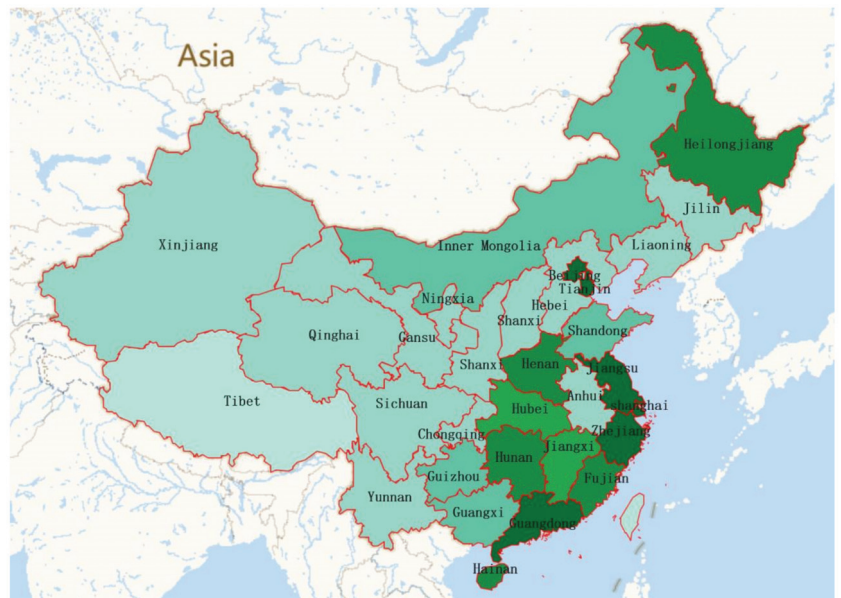 Asia
Heilongjiang
Jilin
Xinjiang
Inner Mongolia
Liaoning
Beijing
Tianjin
Ningxia
Hebei
Shanxi
Shandong
Qinghai
Gansu
Shanxi
Henan
Jiangsu
Tibet
Sichuan
Anhui
shanghai
Hubei
Chongqing
Zhejiang
Jiangxi
Hunan
Guizhou
Fujian
Yunnan
Guangxi
Guangdong
Hainan